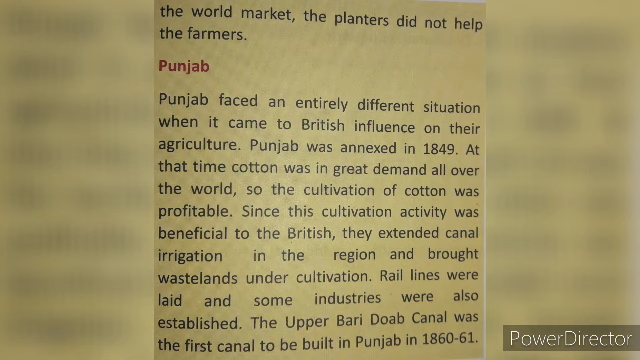 the world market, the planters did not help
the farmers.
Punjab
Punjab faced an entirely different situation
when it came to British influence on their
agriculture. Punjab was annexed in 1849. At
that time cotton was in great demand all over
the world, so the cultivation of cotton was
profitable. Since this cultivation activity was
beneficial to the British, they extended canal
irrigation in the region and brought
wastelands under cultivation. Rail lines were
laid and some industries were also
established. The Upper Bari Doab Canal was
the first canal to be built in Punjab in 1860-61.
PowerDirector